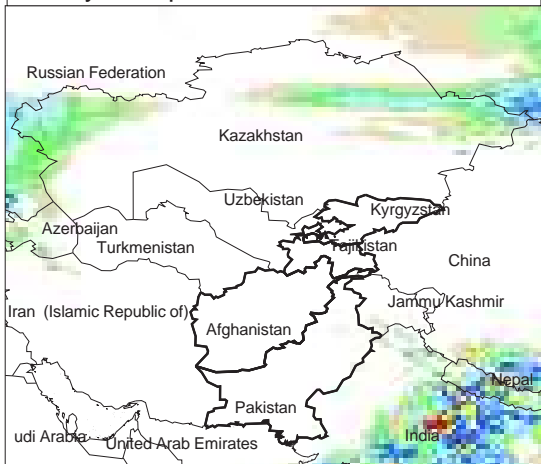 Russian Federation
Kazakhstan
Uzbekistan
Kyrgyzstan
Azerbaijan
Turkmenistan
Tajikistan
China
Iran (Islamic Republic of)
Jammu/Kashmir
Afghanistan
Nepal
Pakistan
udi Arabia
United Arab Emirates
India